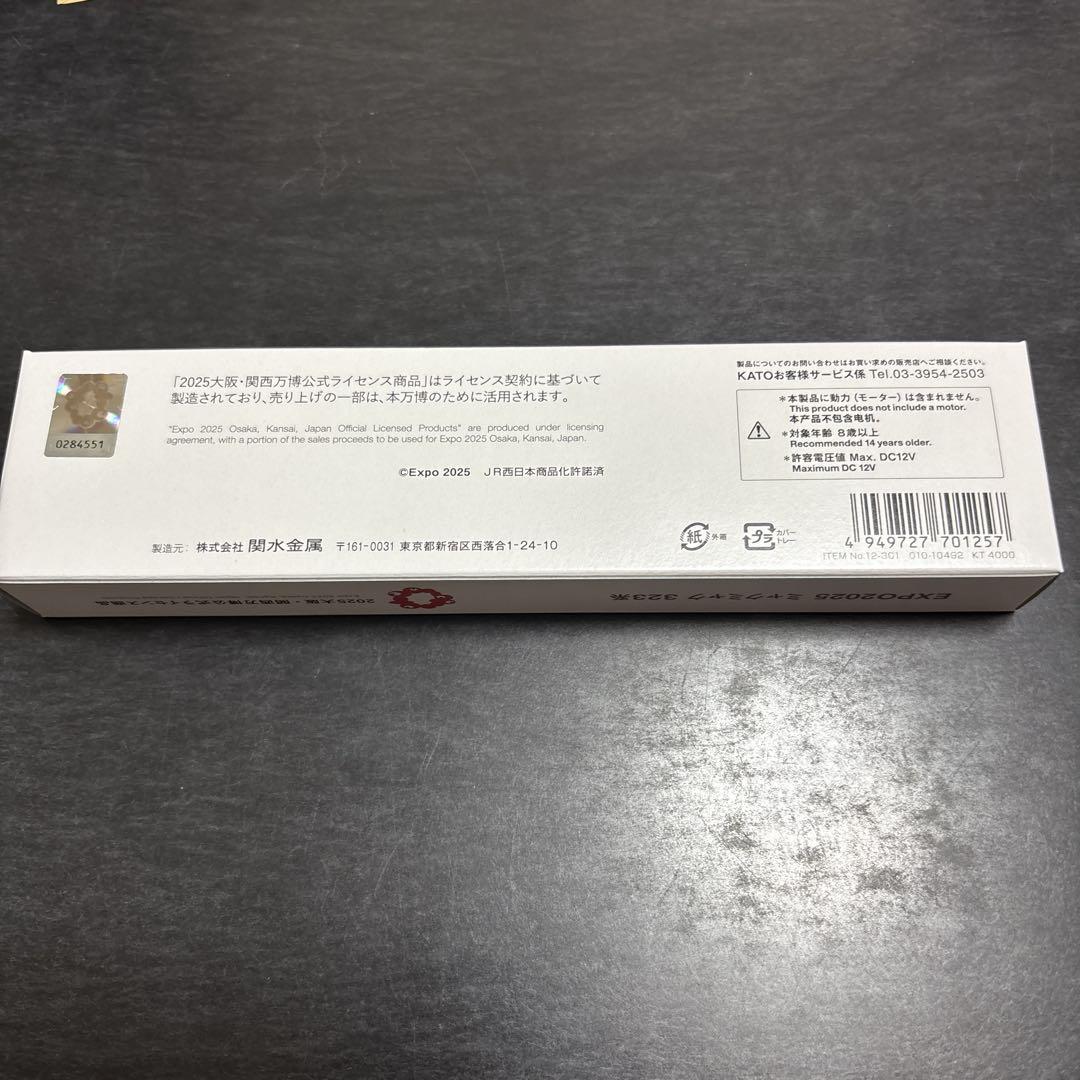 0284551
「2025大阪・関西万博公式ライセンス商品」はライセンス契約に基づいて
製造されており、売り上げの一部は、本万博のために活用されます。
"Expo 2025 Osaka, Kansai, Japan Official Licensed Products" are produced under licensing
agreement, with a portion of the sales proceeds to be used for Expo 2025 Osaka, Kansai, Japan.
©Expo 2025 JR西日本商品化許諾済
製造元: 株式会社 関水金属 〒161-0031 東京都新宿区西落合1-24-10
製品についてのお問い合わせはお買い求めの販売店へご相談ください。
KATOお客様サービス係 Tel.03-3954-2503
*本製品に動力(モーター)は含まれません。
This product does not include a motor.
本产品不包含电机。
*対象年齢 8歳以上
Recommended 14 years older.
*許容電圧値 Max. DC12V
Maximum DC 12V
紙 外箱
プラ カバー
トレー
4 949727 701257
ITEM No.12-301 010-10492 KT 4000
EXPO2025 ミャクミャク 323系
2025大阪・関西万博公式ライセンス商品